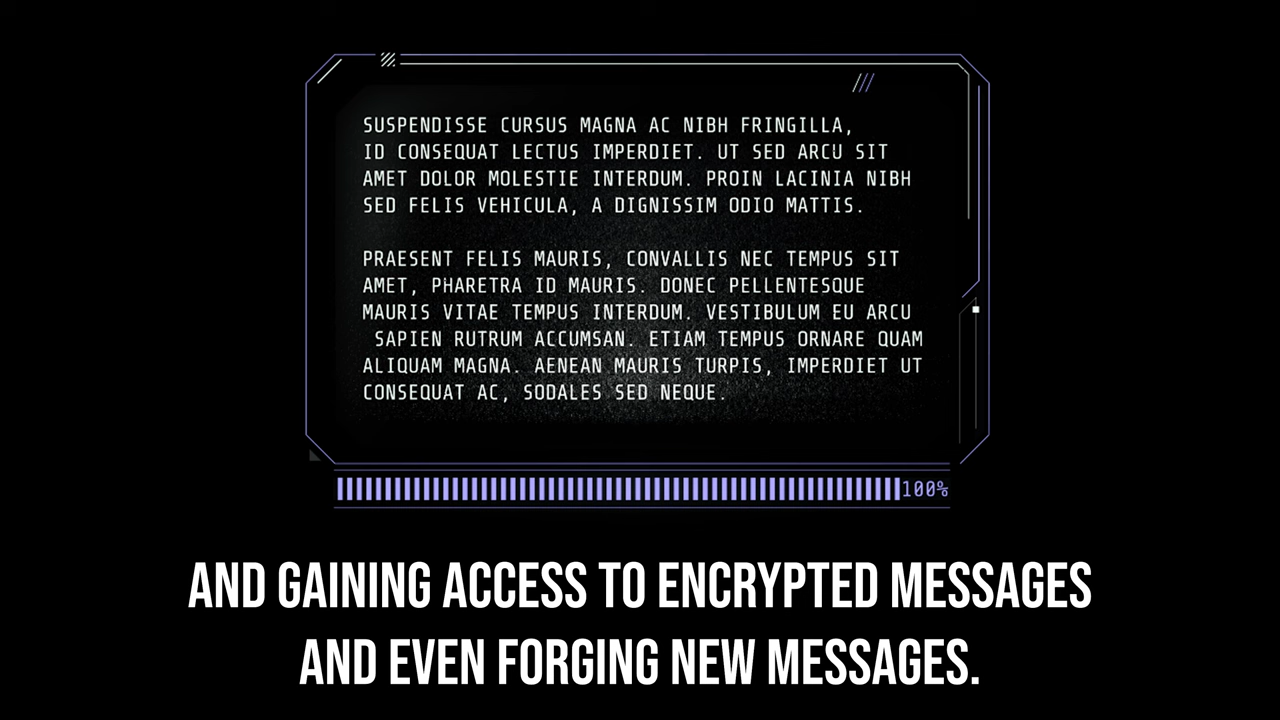 SUSPENDISSE CURSUS MAGNA AC NIBH FRINGILLA,
ID CONSEQUAT LECTUS IMPERDIET. UT SED ARCU SIT
AMET DOLOR MOLESTIE INTERDUM. PROIN LACINIA NIBH
SED FELIS VEHICULA, A DIGNISSIM ODIO MATTIS.
PRAESENT FELIS MAURIS, CONVALLIS NEC TEMPUS SIT
AMET, PHARETRA ID MAURIS. DONEC PELLENTESQUE
MAURIS VITAE TEMPUS INTERDUM. VESTIBULUM EU ARCU
SAPIEN RUTRUM ACCUMSAN. ETIAM TEMPUS ORNARE QUAM
ALIQUAM MAGNA. AENEAN MAURIS TURPIS, IMPERDIET UT
CONSEQUAT AC, SODALES SED NEQUE.
100%
AND GAINING ACCESS TO ENCRYPTED MESSAGES
AND EVEN FORGING NEW MESSAGES.